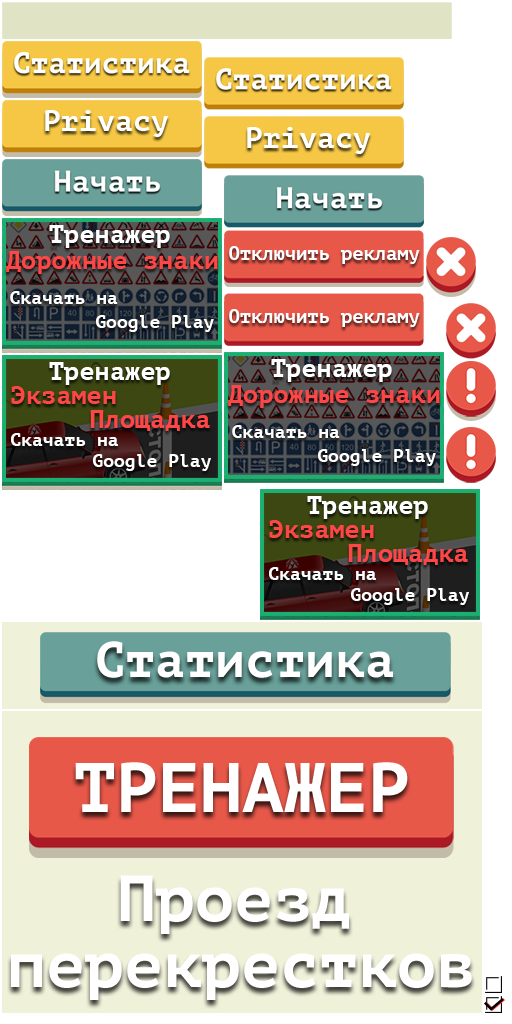 Статистика
Статистика
Privacy
Privacy
Начать
Начать
Тренажер
Дорожные знаки
Скачать на
Google Play
Отключить рекламу
Отключить рекламу
Тренажер
Экзамен
Площадка
Скачать на
Google Play
Тренажер
Дорожные знаки
Скачать на
Google Play
Тренажер
Экзамен
Площадка
Скачать на
Google Play
Статистика
ТРЕНАЖЕР
Проезд
перекрестков